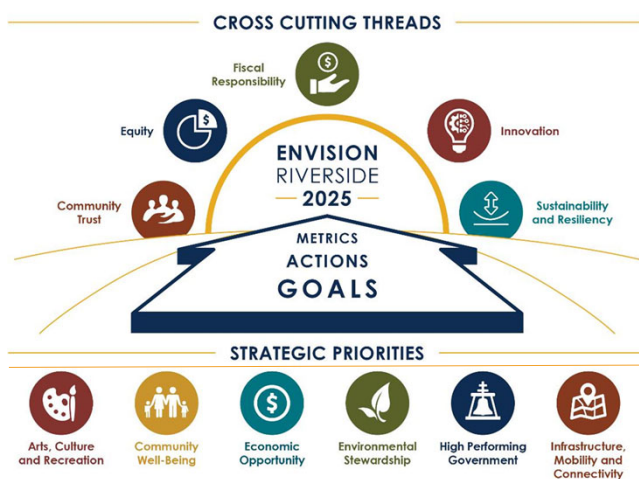 CROSS CUTTING THREADS
Fiscal
Responsibility
$
Equity
$
Innovation
Community
Trust
Sustainability
and Resiliency
ENVISION
RIVERSIDE
2025
METRICS
ACTIONS
GOALS
STRATEGIC PRIORITIES
$
Arts, Culture
and Recreation
Community
Well-Being
Economic
Opportunity
Environmental
Stewardship
High Performing
Government
Infrastructure,
Mobility and
Connectivity